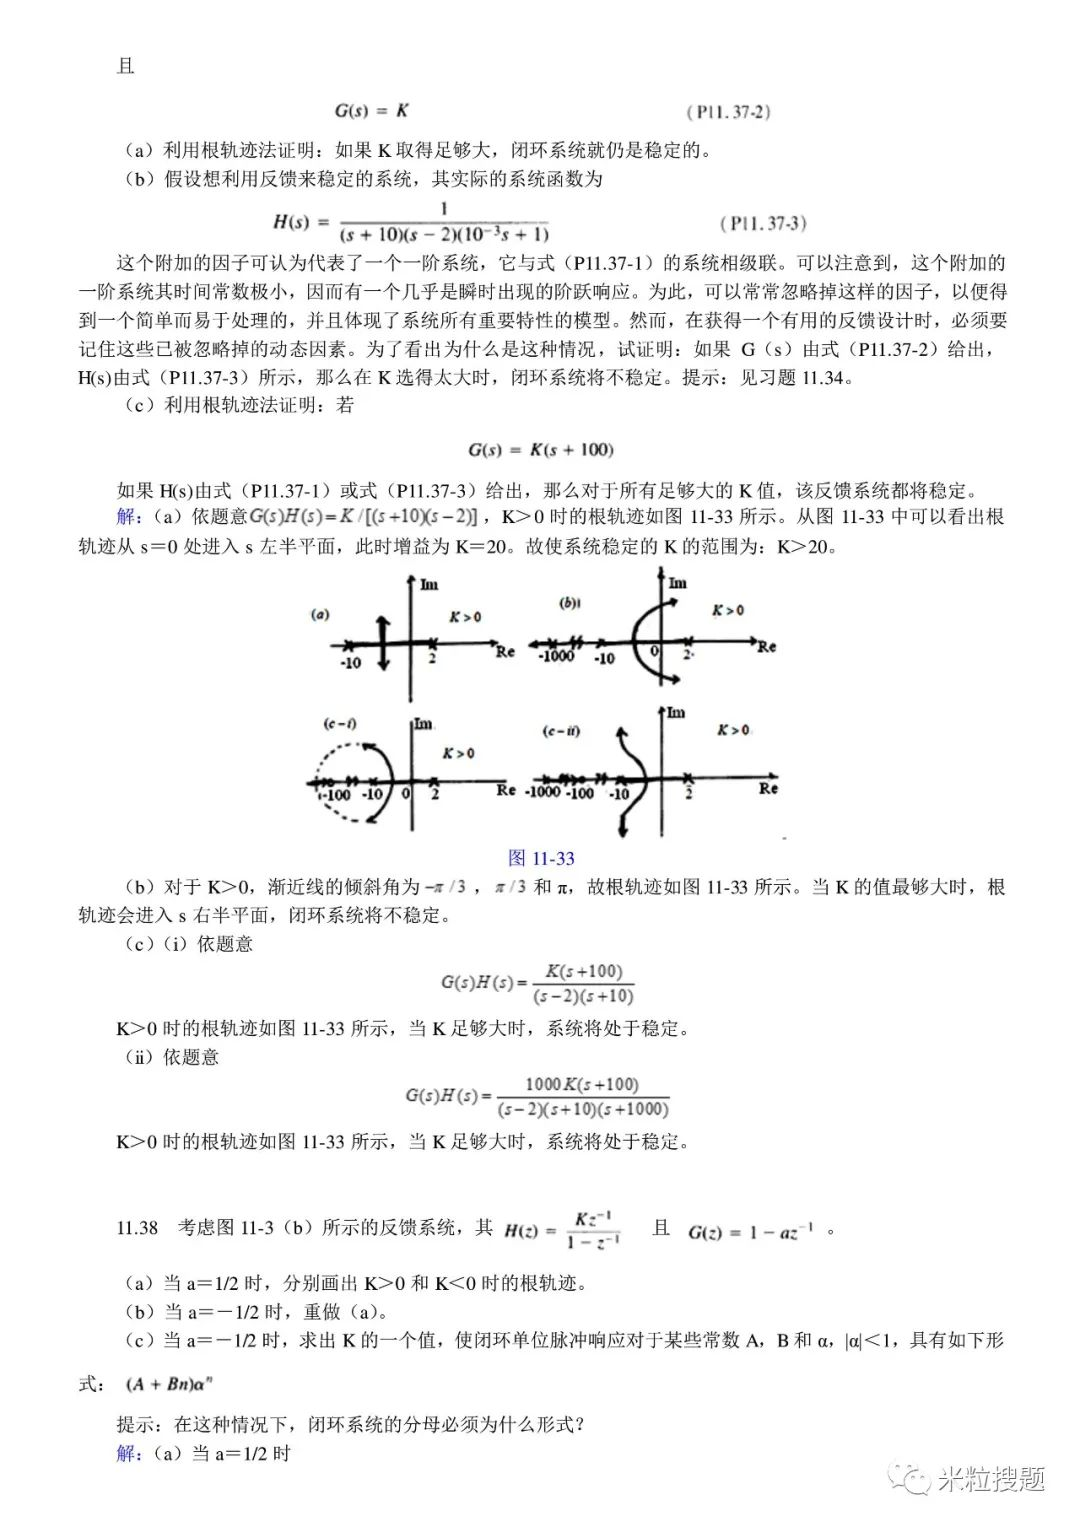 且
G(s) = K (P11.37-2)
(a)利用根轨迹法证明：如果 K 取得足够大，闭环系统就仍是稳定的。
(b)假设想利用反馈来稳定的系统，其实际的系统函数为
H(s) = 1 / (s + 10)(s − 2)(10⁻³s + 1) (P11.37-3)
这个附加的因子可认为代表了一个一阶系统，它与式（P11.37-1）的系统相级联。可以注意到，这个附加的
一阶系统其时间常数极小，因而有一个几乎是瞬时出现的阶跃响应。为此，可以常常忽略掉这样的因子，以便得
到一个简单而易于处理的，并且体现了系统所有重要特性的模型。然而，在获得一个有用的反馈设计时，必须要
记住这些已被忽略掉的动态因素。为了看出为什么是这种情况，试证明：如果 G（s）由式（P11.37-2）给出，
H(s)由式（P11.37-3）所示，那么在 K 选得太大时，闭环系统将不稳定。提示：见习题 11.34。
（c）利用根轨迹法证明：若
G(s) = K(s + 100)
如果 H(s)由式（P11.37-1）或式（P11.37-3）给出，那么对于所有足够大的 K 值，该反馈系统都将稳定。
解:（a）依题意G(s)H(s)=K/[(s+10)(s−2)]，K＞0 时的根轨迹如图 11-33 所示。从图 11-33 中可以看出根
轨迹从 s＝0 处进入 s 左半平面，此时增益为 K＝20。故使系统稳定的 K 的范围为：K＞20。
(a) Im K>0 -10 2 Re
(b) Im K>0 -1000 -10 0 2 Re
(c-i) Im K>0 -100 -10 0 2 Re
(c-ii) Im K>0 -1000 -100 -10 2 Re
图 11-33
（b）对于 K＞0，渐近线的倾斜角为 −π/3，π/3 和 π，故根轨迹如图 11-33 所示。当 K 的值最够大时，根
轨迹会进入 s 右半平面，闭环系统将不稳定。
（c）（i）依题意
G(s)H(s)= K(s+100) / (s−2)(s+10)
K＞0 时的根轨迹如图 11-33 所示，当 K 足够大时，系统将处于稳定。
（ii）依题意
G(s)H(s)= 1000K(s+100) / (s−2)(s+10)(s+1000)
K＞0 时的根轨迹如图 11-33 所示，当 K 足够大时，系统将处于稳定。
11.38 考虑图 11-3（b）所示的反馈系统，其 H(z) = Kz⁻¹ / 1 − z⁻¹ 且 G(z) = 1 − az⁻¹ 。
（a）当 a＝1/2 时，分别画出 K＞0 和 K＜0 时的根轨迹。
（b）当 a＝－1/2 时，重做（a）。
（c）当 a＝－1/2 时，求出 K 的一个值，使闭环单位脉冲响应对于某些常数 A，B 和 α，|α|＜1，具有如下形
式： (A + Bn)αⁿ
提示：在这种情况下，闭环系统的分母必须为什么形式？
解:（a）当 a＝1/2 时
米粒搜题